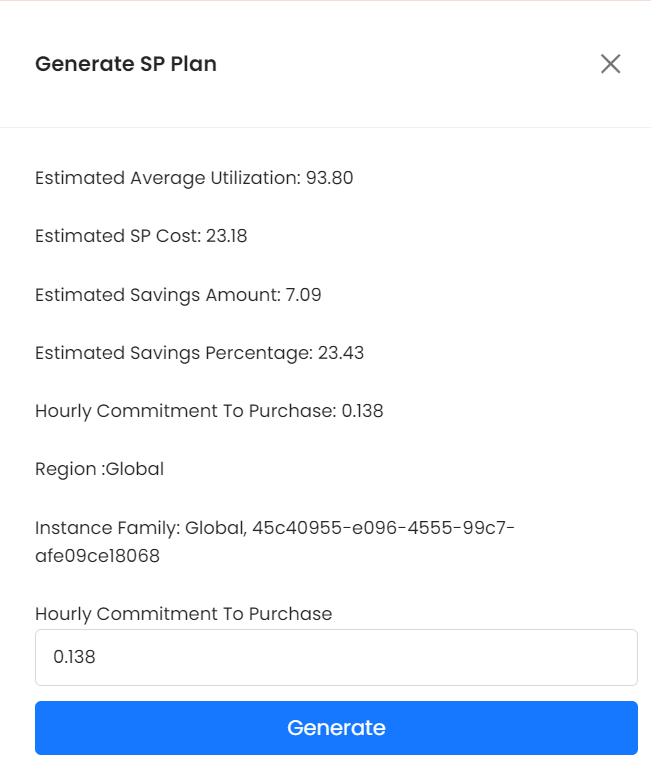 Generate SP Plan
Estimated Average Utilization: 93.80
Estimated SP Cost: 23.18
Estimated Savings Amount: 7.09
Estimated Savings Percentage: 23.43
Hourly Commitment To Purchase: 0.138
Region :Global
Instance Family: Global, 45c40955-e096-4555-99c7-
afe09ce18068
Hourly Commitment To Purchase
0.138
Generate